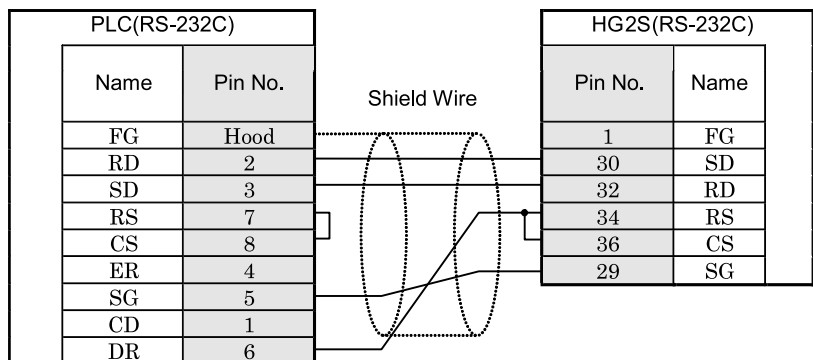 PLC(RS-232C)
HG2S(RS-232C)
Name Pin No.
Shield Wire
Pin No. Name
FG Hood 1 FG
RD 2 30 SD
SD 3 32 RD
RS 7 34 RS
CS 8 36 CS
ER 4 29 SG
SG 5
CD 1
DR 6